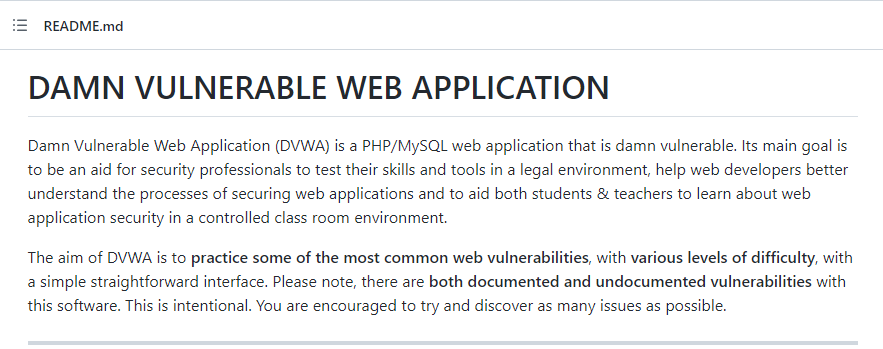 README.md
DAMN VULNERABLE WEB APPLICATION
Damn Vulnerable Web Application (DVWA) is a PHP/MySQL web application that is damn vulnerable. Its main goal is
to be an aid for security professionals to test their skills and tools in a legal environment, help web developers better
understand the processes of securing web applications and to aid both students & teachers to learn about web
application security in a controlled class room environment.
The aim of DVWA is to practice some of the most common web vulnerabilities, with various levels of difficulty, with
a simple straightforward interface. Please note, there are both documented and undocumented vulnerabilities with
this software. This is intentional. You are encouraged to try and discover as many issues as possible.